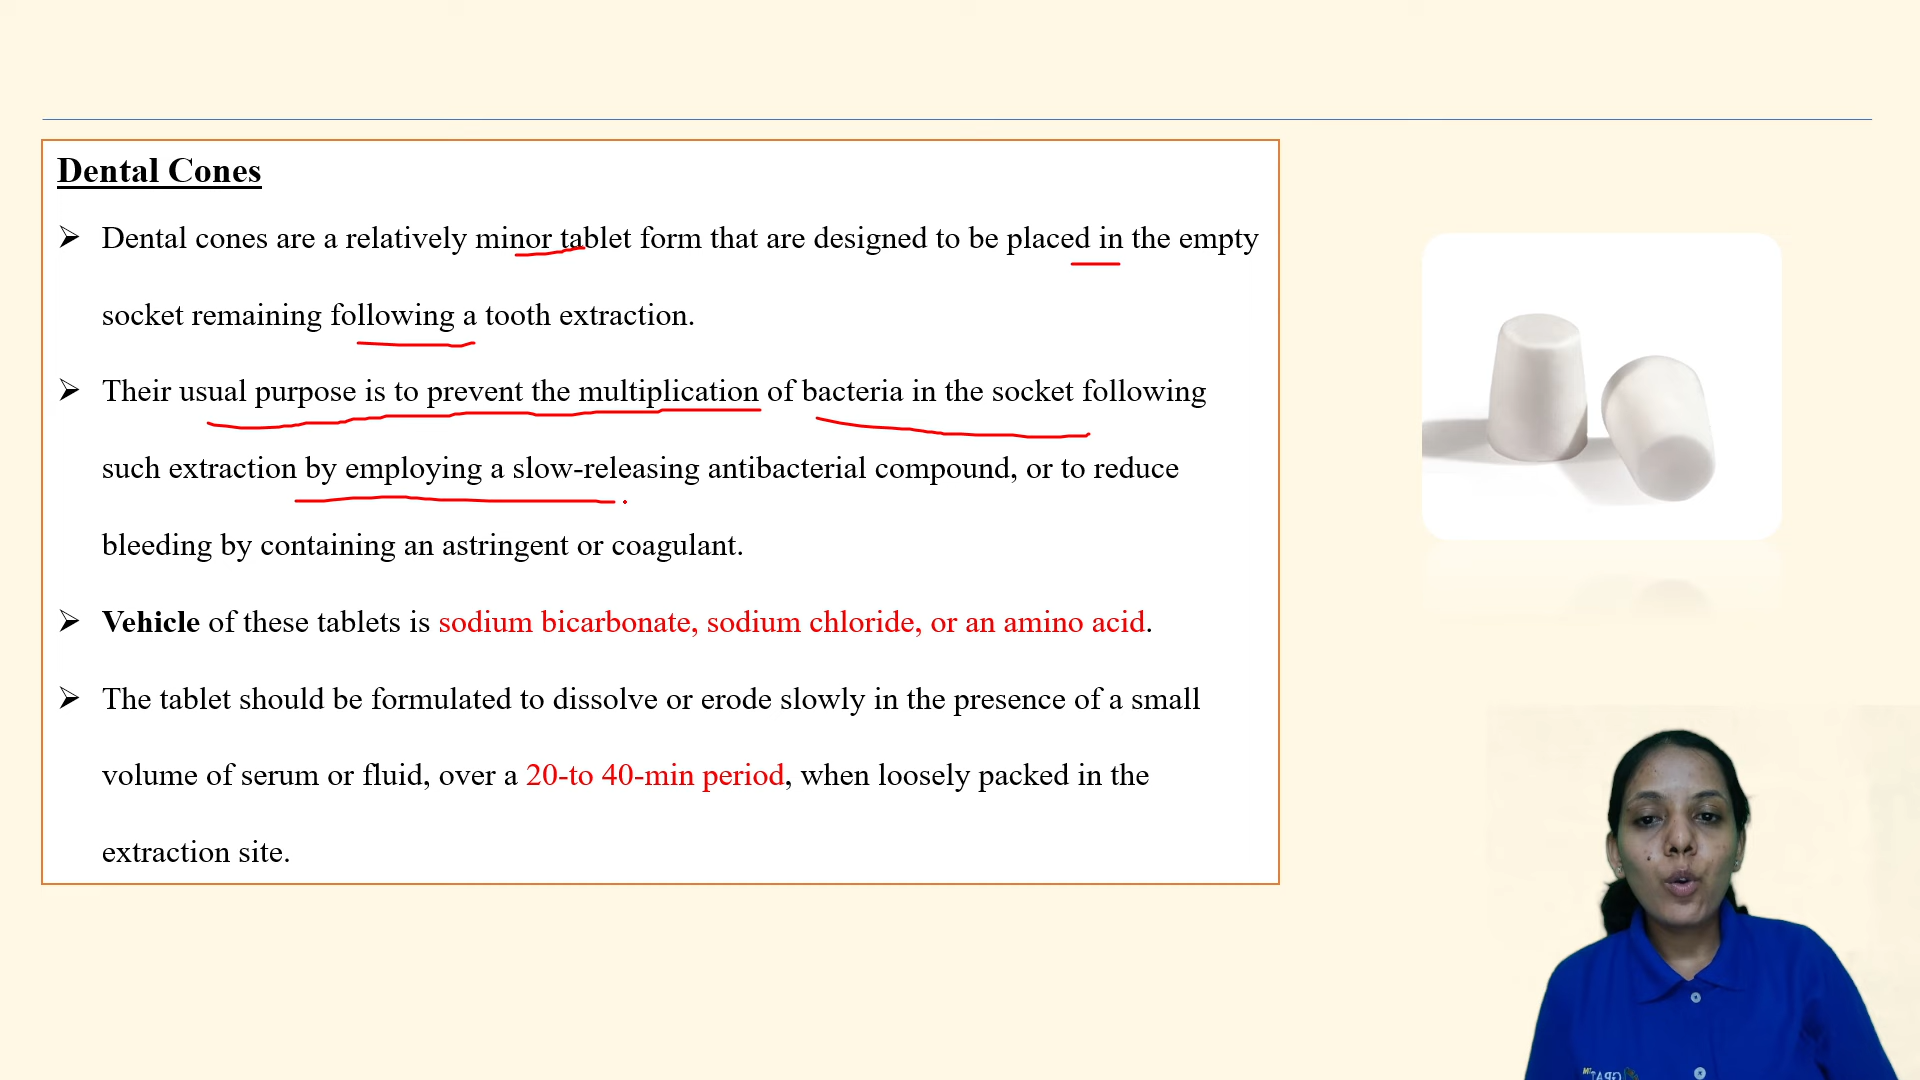 Dental Cones
➢ Dental cones are a relatively minor tablet form that are designed to be placed in the empty
socket remaining following a tooth extraction.
➢ Their usual purpose is to prevent the multiplication of bacteria in the socket following
such extraction by employing a slow-releasing antibacterial compound, or to reduce
bleeding by containing an astringent or coagulant.
➢ Vehicle of these tablets is sodium bicarbonate, sodium chloride, or an amino acid.
➢ The tablet should be formulated to dissolve or erode slowly in the presence of a small
volume of serum or fluid, over a 20-to 40-min period, when loosely packed in the
extraction site.